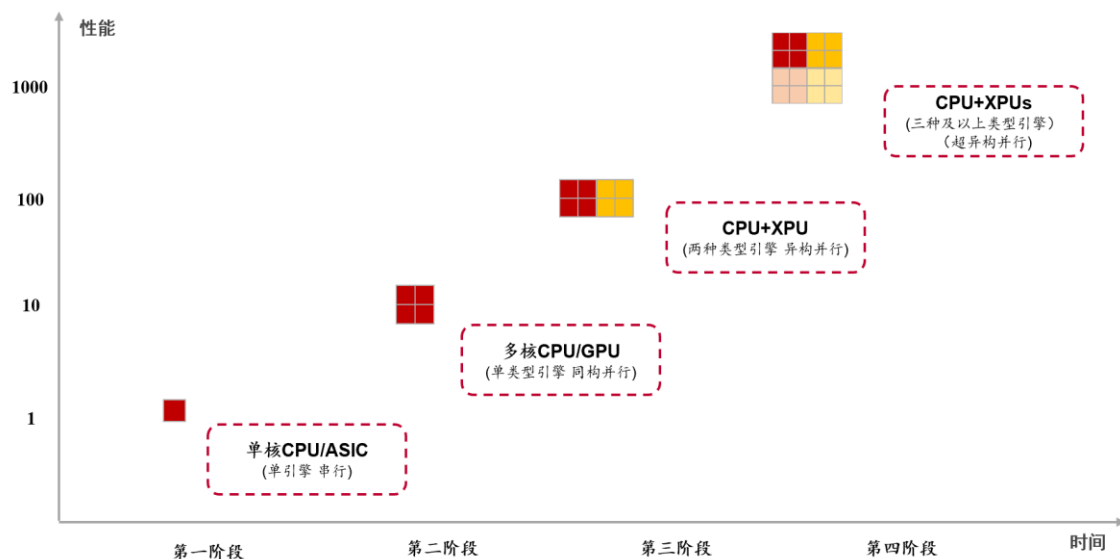 性能
1000
CPU+XPUs
(三种及以上类型引擎）
（超异构并行)
100
CPU+XPU
(两种类型引擎 异构并行)
10
多核CPU/GPU
(单类型引擎 同构并行)
1
单核CPU/ASIC
(单引擎 串行)
第一阶段
第二阶段
第三阶段
第四阶段
时间